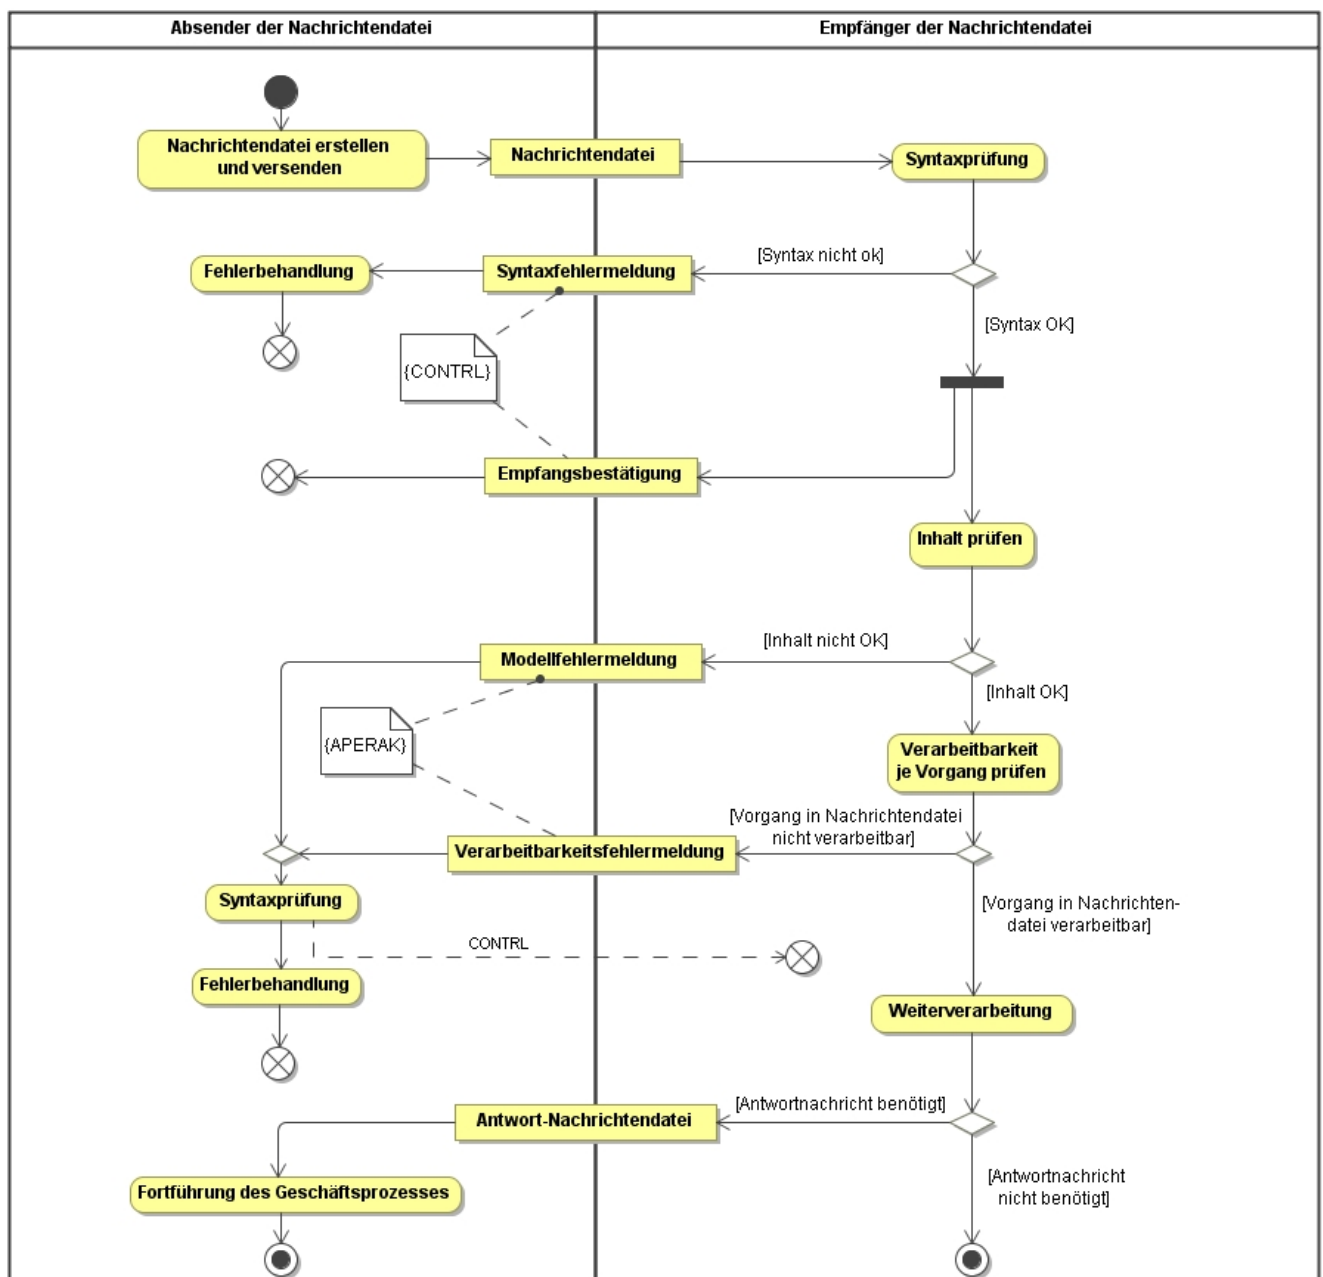 Absender der Nachrichtendatei
Empfänger der Nachrichtendatei
Nachrichtendatei erstellen
und versenden
Nachrichtendatei
Syntaxprüfung
[Syntax nicht ok]
Fehlerbehandlung
Syntaxfehlermeldung
[Syntax OK]
{CONTRL}
Empfangsbestätigung
Inhalt prüfen
[Inhalt nicht OK]
Modellfehlermeldung
[Inhalt OK]
{APERAK}
Verarbeitbarkeit
je Vorgang prüfen
[Vorgang in Nachrichtendatei
nicht verarbeitbar]
Verarbeitbarkeitsfehlermeldung
Syntaxprüfung
[Vorgang in Nachrichten-
datei verarbeitbar]
CONTRL
Fehlerbehandlung
Weiterverarbeitung
[Antwortnachricht benötigt]
Antwort-Nachrichtendatei
[Antwortnachricht
nicht benötigt]
Fortführung des Geschäftsprozesses